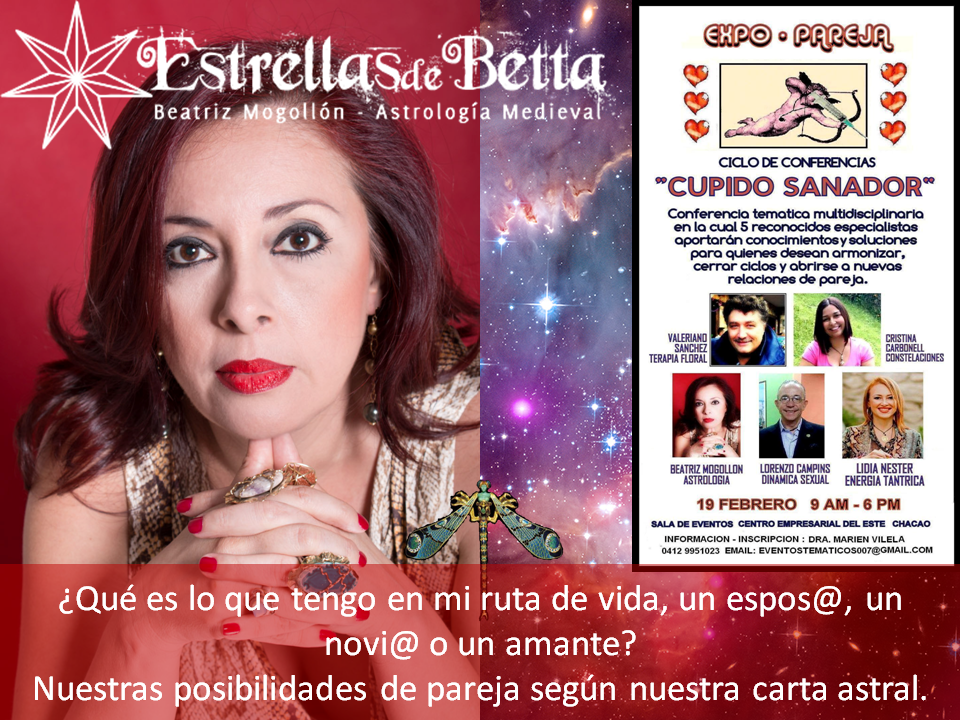 EstrellasdeBetta
Beatriz Mogollón - Astrología Medieval
EXPO • PAREJA
CICLO DE CONFERENCIAS
"CUPIDO SANADOR"
Conferencia tematica multidisciplinaria
en la cual 5 reconocidos especialistas
aportarán conocimientos y soluciones
para quienes desean armonizar,
cerrar ciclos y abrirse a nuevas
relaciones de pareja.
VALERIANO
SANCHEZ
TERAPIA FLORAL
CRISTINA
CARBONELL
CONSTELACIONES
BEATRIZ MOGOLLON
ASTROLOGIA
LORENZO CAMPINS
DINAMICA SEXUAL
LIDIA NESTER
ENERGIA TANTRICA
19 FEBRERO 9 AM - 6 PM
SALA DE EVENTOS CENTRO EMPRESARIAL DEL ESTE CHACAO
INFORMACION - INSCRIPCION : DRA. MARIEN VILELA
0412 9951023 EMAIL: EVENTOSTEMATICOS007@GMAIL.COM
¿Qué es lo que tengo en mi ruta de vida, un espos@, un
novi@ o un amante?
Nuestras posibilidades de pareja según nuestra carta astral.